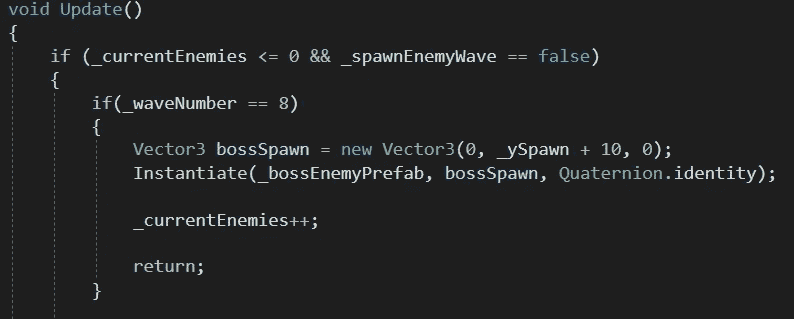 void Update()
{
if (_currentEnemies <= 0 && _spawnEnemyWave == false)
{
if(_waveNumber == 8)
{
Vector3 bossSpawn = new Vector3(0, _ySpawn + 10, 0);
Instantiate(_bossEnemyPrefab, bossSpawn, Quaternion.identity);
_currentEnemies++;
return;
}